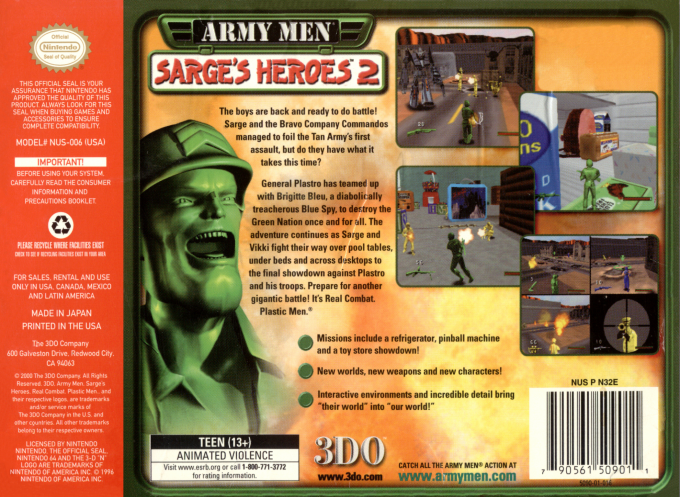 Official
Nintendo
Seal of Quality
THIS OFFICIAL SEAL IS YOUR
ASSURANCE THAT NINTENDO HAS
APPROVED THE QUALITY OF THIS
PRODUCT. ALWAYS LOOK FOR THIS
SEAL WHEN BUYING GAMES AND
ACCESSORIES TO ENSURE
COMPLETE COMPATIBILITY.
MODEL# NUS-006 (USA)
IMPORTANT!
BEFORE USING YOUR SYSTEM,
CAREFULLY READ THE CONSUMER
INFORMATION AND
PRECAUTIONS BOOKLET
PLEASE RECYCLE WHERE FACILITIES EXIST
CHECK TO SEE IF RECYCLING FACILITIES EXIST IN YOUR AREA
FOR SALES, RENTAL AND USE
ONLY IN USA, CANADA, MEXICO
AND LATIN AMERICA
MADE IN JAPAN
PRINTED IN THE USA
The 3DO Company
600 Galveston Drive, Redwood City,
CA 94063
© 2000 The 3DO Company. All Rights
Reserved. 3DO, Army Men, Sarge's
Heroes, Real Combat. Plastic Men., and
their respective logos, are trademarks
and/or service marks of
The 3DO Company in the U.S. and
other countries. All other trademarks
belong to their respective owners.
LICENSED BY NINTENDO
NINTENDO, THE OFFICIAL SEAL,
NINTENDO 64 AND THE 3-D "N"
LOGO ARE TRADEMARKS OF
NINTENDO OF AMERICA INC. © 1996
NINTENDO OF AMERICA INC.
ARMY MEN
SARGE'S HEROES 2
The boys are back and ready to do battle!
Sarge and the Bravo Company Commandos
managed to foil the Tan Army's first
assault, but do they have what it
takes this time?
General Plastro has teamed up
with Brigitte Bleu, a diabolically
treacherous Blue Spy, to destroy the
Green Nation once and for all. The
adventure continues as Sarge and
Vikki fight their way over pool tables,
under beds and across desktops to
the final showdown against Plastro
and his troops. Prepare for another
gigantic battle! It's Real Combat.
Plastic Men.®
Missions include a refrigerator, pinball machine
and a toy store showdown!
New worlds, new weapons and new characters!
Interactive environments and incredible detail bring
"their world" into "our world!"
TEEN (13+)
ANIMATED VIOLENCE
Visit www.esrb.org or call 1-800-771-3772
for rating information.
3DO
www.3do.com
CATCH ALL THE ARMY MEN® ACTION AT
www.armymen.com
NUS P N32E
7 90561 50901 1